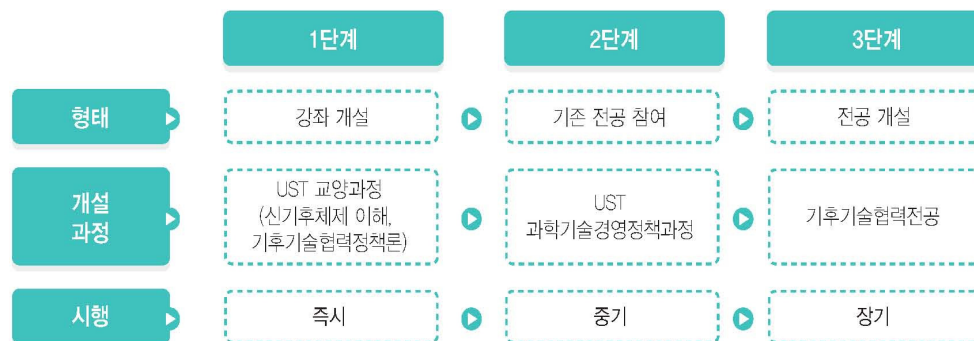 1단계
2단계
3단계
형태
강좌 개설
기존 전공 참여
전공 개설
개설
과정
UST 교양과정
(신기후체제 이해,
기후기술협력정책론)
UST
과학기술경영정책과정
기후기술협력전공
시행
즉시
중기
장기